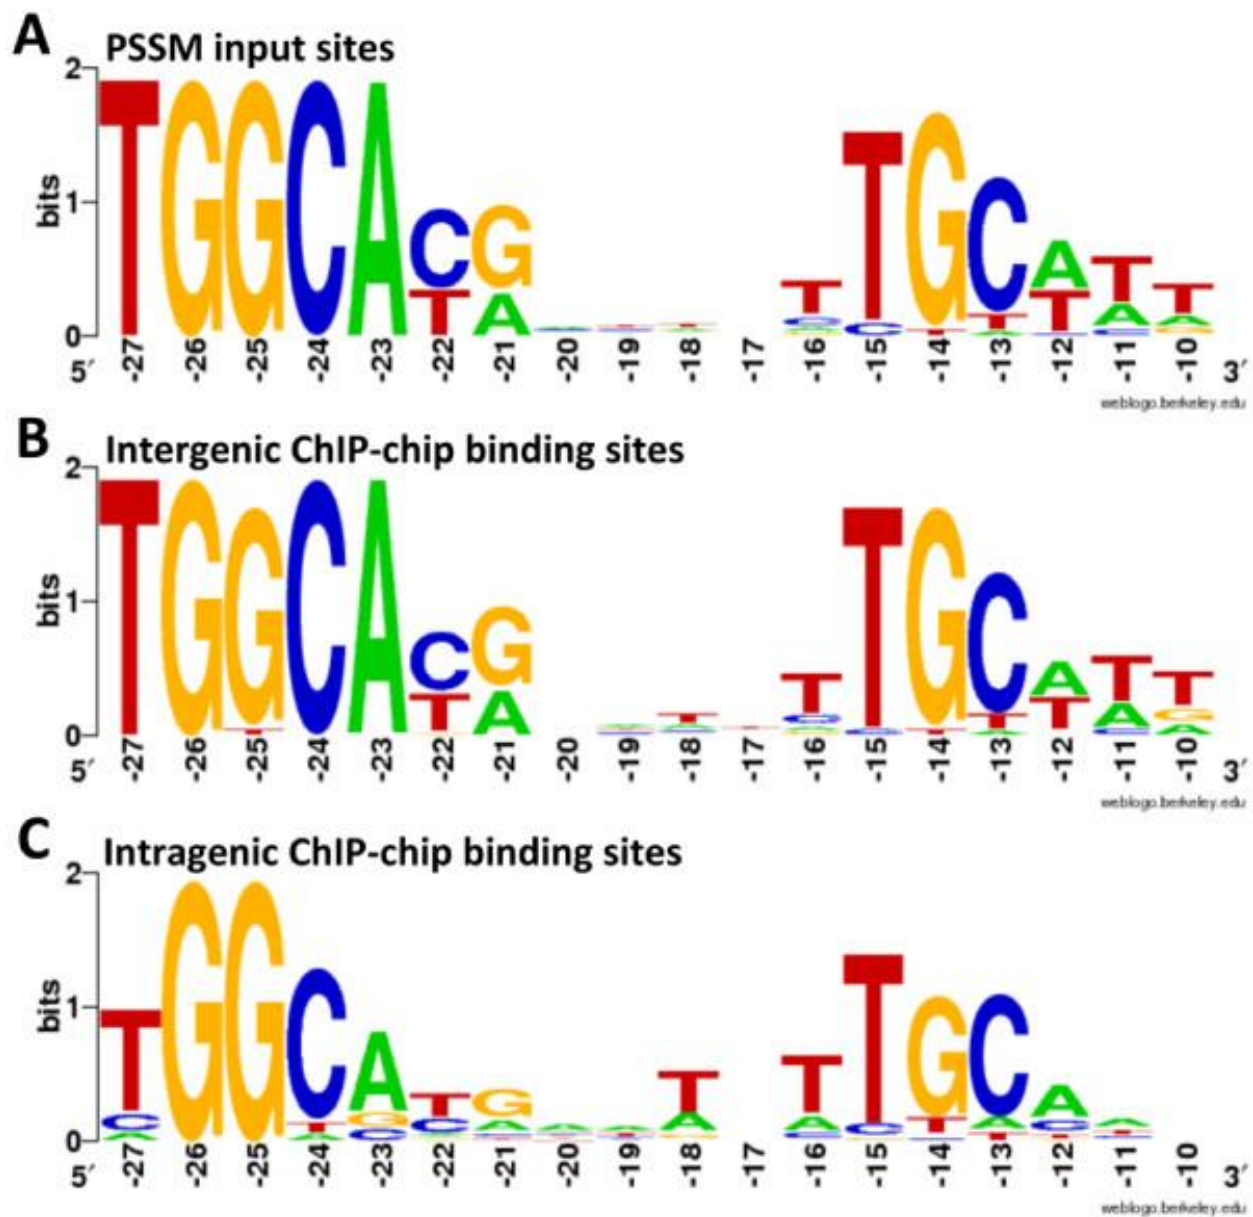 A PSSM input sites
2
bits
1
0
TGGCACG TGCATT
5′ -27 -26 -25 -24 -23 -22 -21 -20 -19 -18 -17 -16 -15 -14 -13 -12 -11 -10 3′
weblogo.berkeley.edu
B Intergenic ChIP-chip binding sites
2
bits
1
0
5′ -27 -26 -25 -24 -23 -22 -21 -20 -19 -18 -17 -16 -15 -14 -13 -12 -11 -10 3′
weblogo.berkeley.edu
C Intragenic ChIP-chip binding sites
2
bits
1
0
5′ -27 -26 -25 -24 -23 -22 -21 -20 -19 -18 -17 -16 -15 -14 -13 -12 -11 -10 3′
weblogo.berkeley.edu